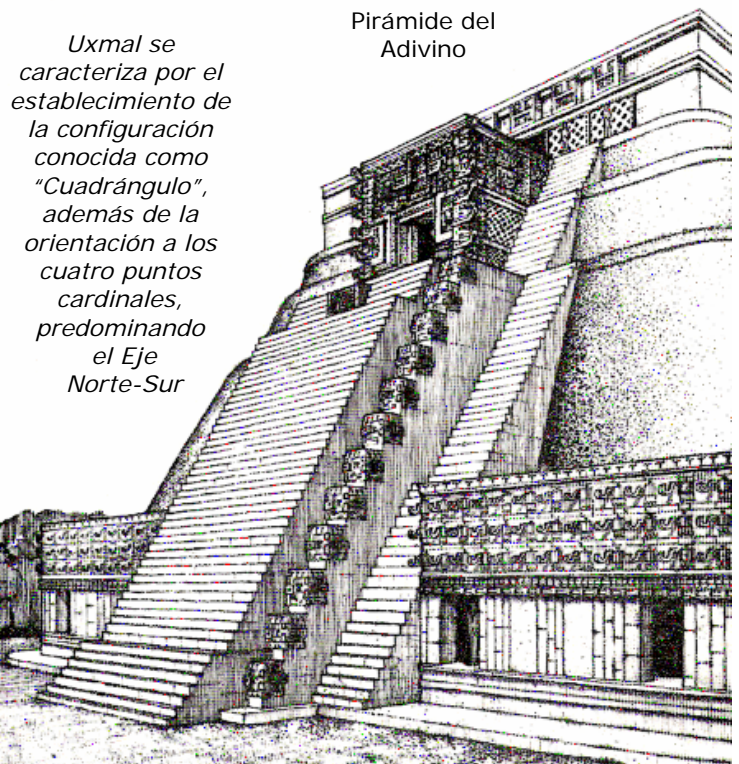 Pirámide del
Adivino
Uxmal se
caracteriza por el
establecimiento de
la configuración
conocida como
“Cuadrángulo”,
además de la
orientación a los
cuatro puntos
cardinales,
predominando
el Eje
Norte-Sur